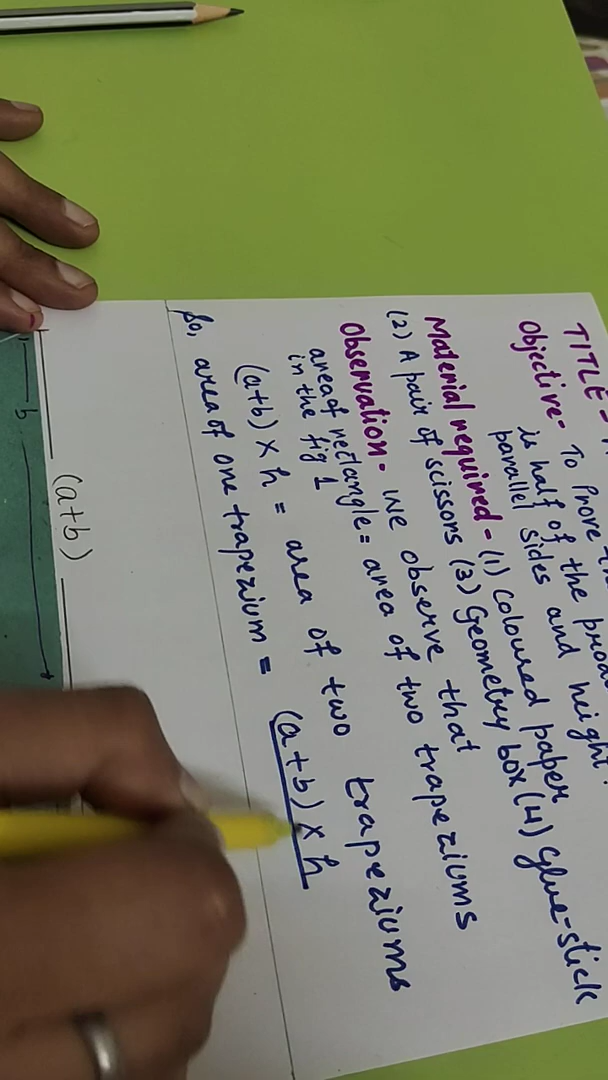 TITLE -
Objective - To Prove
is half of the
parallel sides and height.
Material required - (1) Coloured paper
(2) A pair of scissors (3) Geometry box (4) Glue-stick
Observation - We observe that
area of rectangle = area of two trapeziums
in the fig 1
(a+b) × h = area of two trapeziums
So, area of one trapezium = (a+b) × h
(a+b)
b